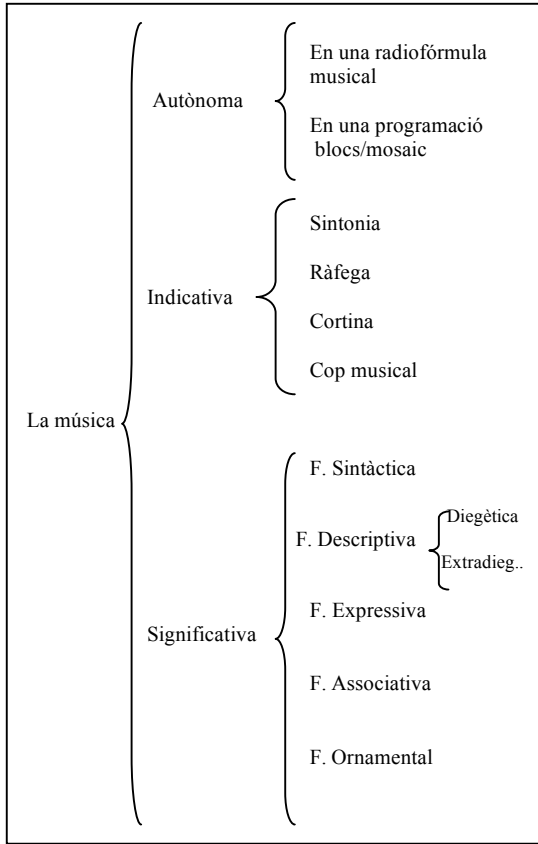 La música
Autònoma
En una radiofórmula
musical
En una programació
blocs/mosaic
Indicativa
Sintonia
Ràfega
Cortina
Cop musical
Significativa
F. Sintàctica
F. Descriptiva
Diegètica
Extradieg..
F. Expressiva
F. Associativa
F. Ornamental